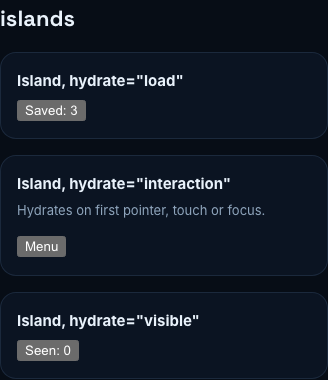 islands
Island, hydrate="load"
Saved: 3
Island, hydrate="interaction"
Hydrates on first pointer, touch or focus.
Menu
Island, hydrate="visible"
Seen: 0